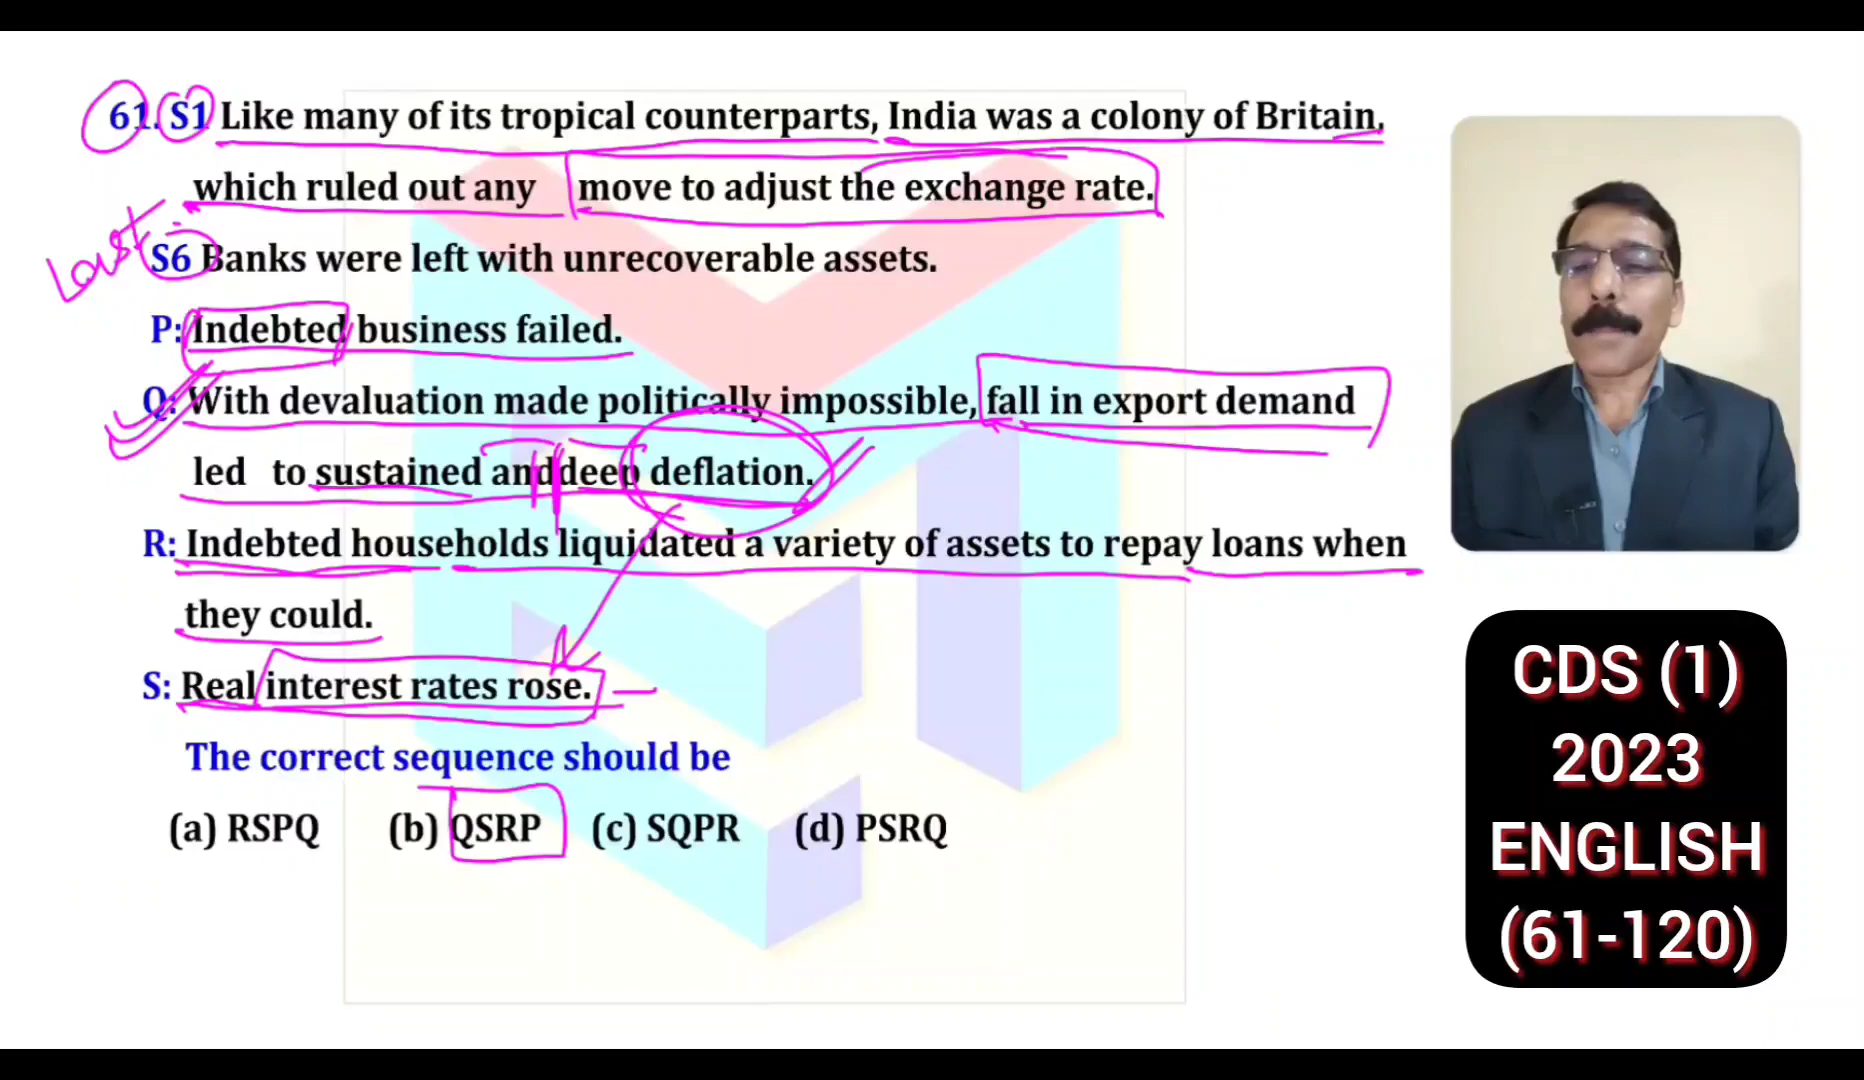 61. S1 Like many of its tropical counterparts, India was a colony of Britain,
which ruled out any move to adjust the exchange rate.
Last
S6 Banks were left with unrecoverable assets.
P: Indebted business failed.
Q: With devaluation made politically impossible, fall in export demand
led to sustained and deep deflation.
R: Indebted households liquidated a variety of assets to repay loans when
they could.
S: Real interest rates rose.
The correct sequence should be
(a) RSPQ (b) QSRP (c) SQPR (d) PSRQ
CDS (1)
2023
ENGLISH
(61-120)